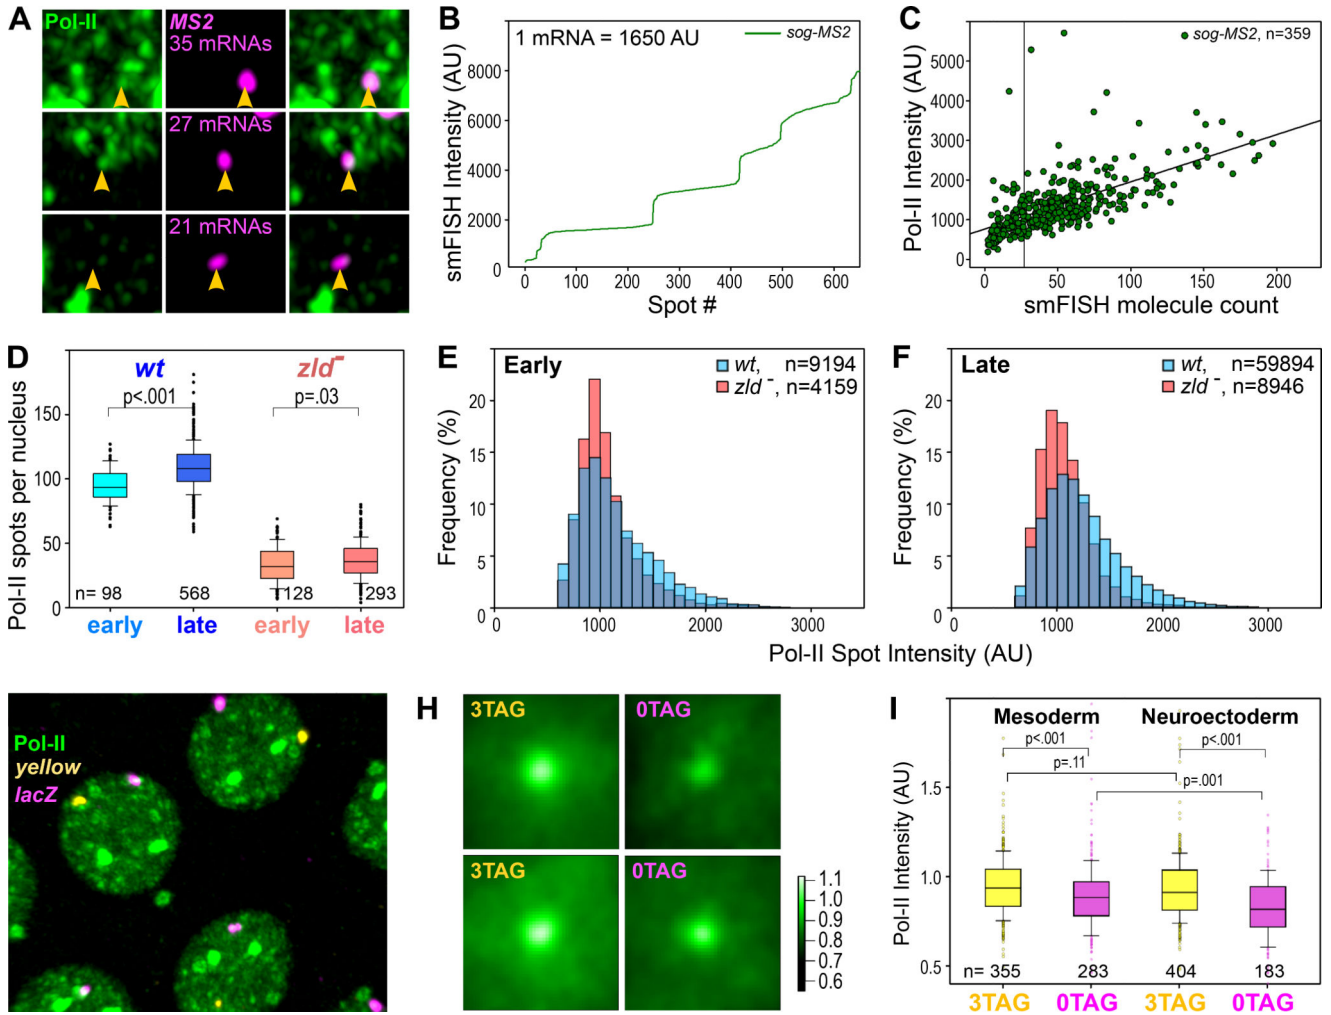 A
Pol-II
MS2
35 mRNAs
27 mRNAs
21 mRNAs
B
1 mRNA = 1650 AU
sog-MS2
smFISH Intensity (AU)
8000
6000
4000
2000
0
0 100 200 300 400 500 600
Spot #
C
sog-MS2, n=359
Pol-II Intensity (AU)
6000
5000
4000
3000
2000
1000
0
0 50 100 150 200
smFISH molecule count
D
wt zld-
p<.001 p=.03
Pol-II spots per nucleus
150
100
50
0
n= 98 568 128 293
early late early late
E
Early
wt, n=9194
zld -, n=4159
Frequency (%)
20
15
10
5
0
0 1000 2000 3000
F
Late
wt, n=59894
zld -, n=8946
Frequency (%)
20
15
10
5
0
0 1000 2000 3000
Pol-II Spot Intensity (AU)
Pol-II
yellow
lacZ
H
3TAG 0TAG
3TAG 0TAG
1.1
1.0
0.9
0.8
0.7
0.6
I
Mesoderm Neuroectoderm
p<.001 p<.001
p=.11
p=.001
Pol-II Intensity (AU)
1.5
1.0
0.5
n= 355 283 404 183
3TAG 0TAG 3TAG 0TAG